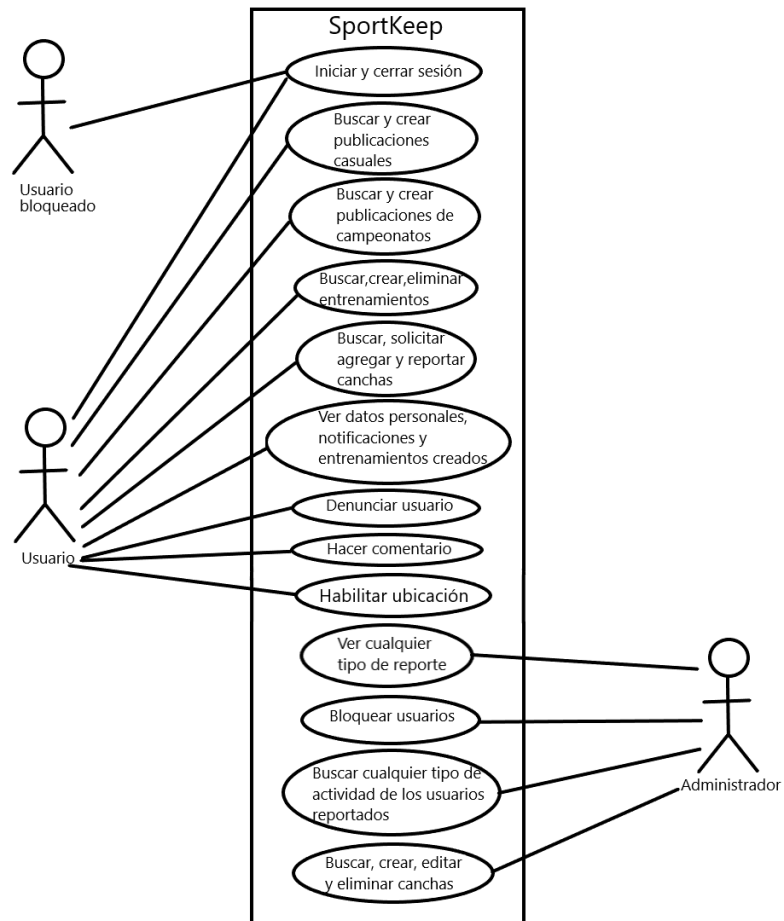 SportKeep
Iniciar y cerrar sesión
Buscar y crear
publicaciones
casuales
Usuario
bloqueado
Buscar y crear
publicaciones de
campeonatos
Buscar,crear,eliminar
entrenamientos
Buscar, solicitar
agregar y reportar
canchas
Ver datos personales,
notificaciones y
entrenamientos creados
Denunciar usuario
Hacer comentario
Usuario
Habilitar ubicación
Ver cualquier
tipo de reporte
Bloquear usuarios
Buscar cualquier tipo de
actividad de los usuarios
reportados
Administrador
Buscar, crear, editar
y eliminar canchas